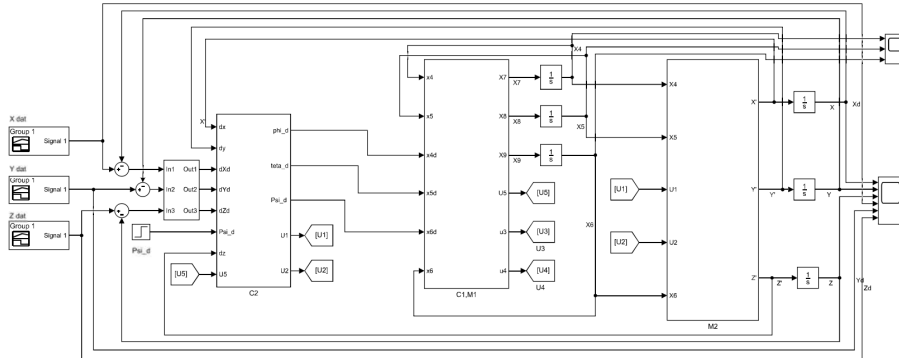 X dat
Group 1
Signal 1
Y dat
Group 1
Signal 1
Z dat
Group 1
Signal 1
In1
In2
In3
Out1
Out2
Out3
Psi_d
[U5]
X'
dx
dy
dXd
dYd
dZd
Psi_d
dz
U5
phi_d
teta_d
Psi_d
U1
U2
C2
[U1]
[U2]
x4
x5
x4d
x5d
x6d
x6
X7
X8
X9
U5
u3
u4
C1,M1
X7
X8
X9
1
s
1
s
1
s
X4
X5
X6
[U5]
[U3]
U3
[U4]
U4
[U1]
[U2]
X4
X5
U1
U2
X6
X'
Y'
Z'
M2
Y'
Z'
1
s
1
s
1
s
X
Y
Z
Xd
Yd
Zd